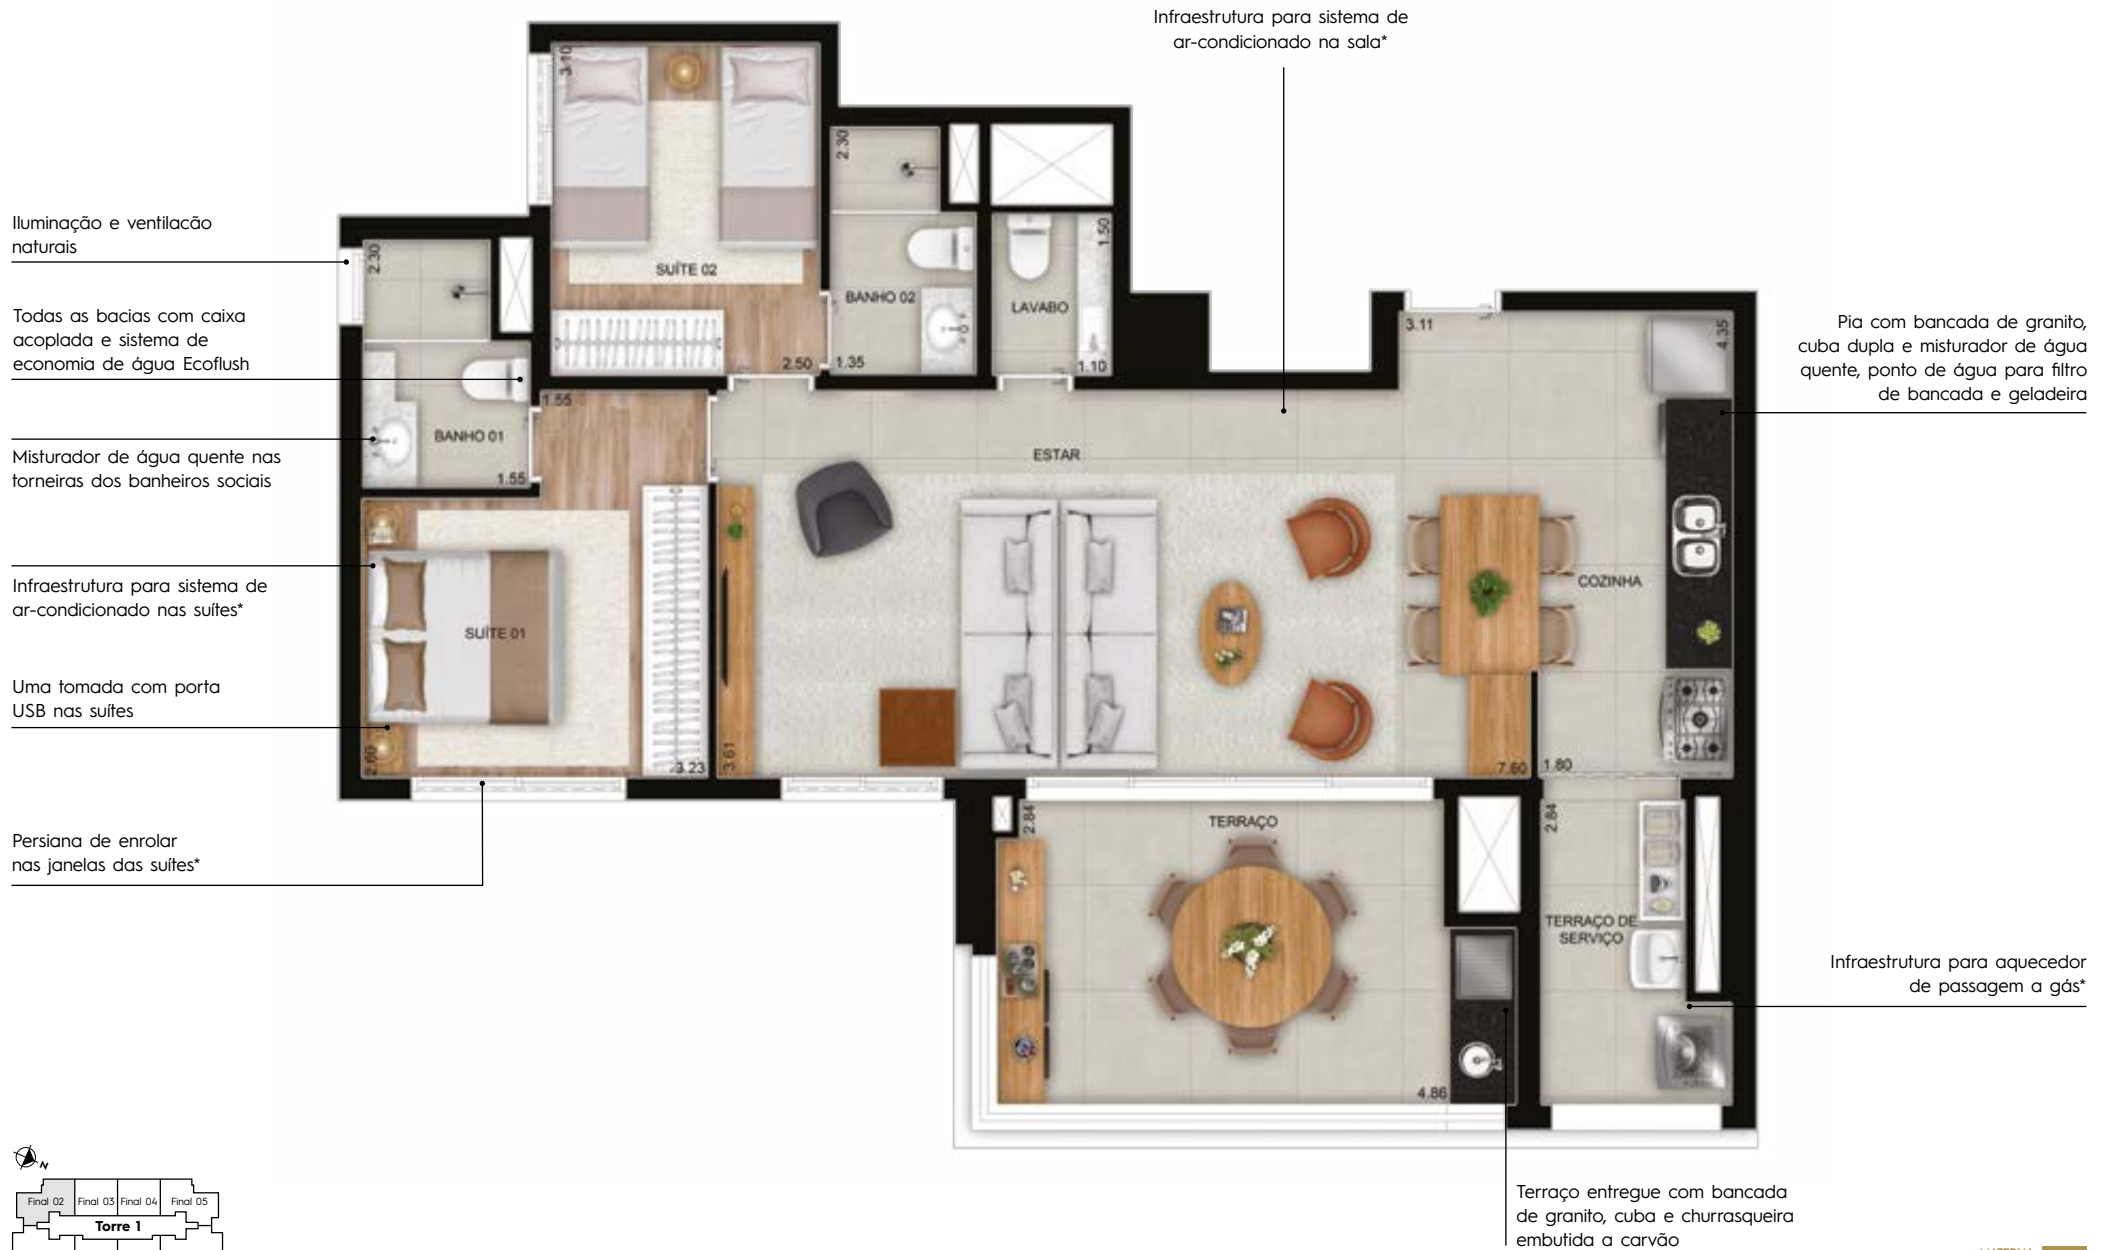 Infraestrutura para sistema de
ar-condicionado na sala*
Iluminação e ventilacão
naturais
Todas as bacias com caixa
acoplada e sistema de
economia de água Ecoflush
Misturador de água quente nas
torneiras dos banheiros sociais
Infraestrutura para sistema de
ar-condicionado nas suítes*
Uma tomada com porta
USB nas suítes
Persiana de enrolar
nas janelas das suítes*
Pia com bancada de granito,
cuba dupla e misturador de água
quente, ponto de água para filtro
de bancada e geladeira
Infraestrutura para aquecedor
de passagem a gás*
Terraço entregue com bancada
de granito, cuba e churrasqueira
embutida a carvão
3.10
SUÍTE 02
2.50
2.30
BANHO 02
1.35
1.50
LAVABO
1.10
2.30
BANHO 01
1.55
1.55
SUÍTE 01
2.60
3.23
ESTAR
3.61
7.60
3.11
4.35
COZINHA
1.80
2.84
TERRAÇO
4.86
2.84
TERRAÇO DE
SERVIÇO
N
Final 02
Final 03
Final 04
Final 05
Torre 1